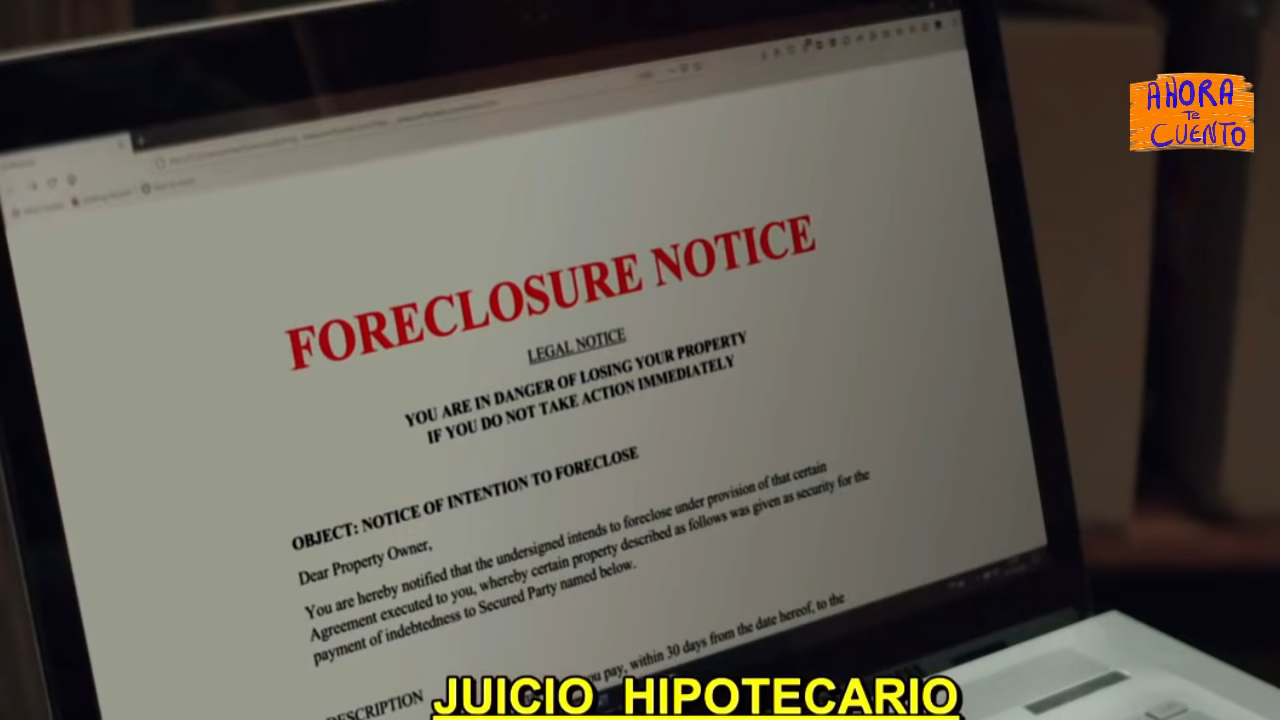 AHORA
TE
CUENTO
FORECLOSURE NOTICE
LEGAL NOTICE
YOU ARE IN DANGER OF LOSING YOUR PROPERTY
IF YOU DO NOT TAKE ACTION IMMEDIATELY
OBJECT: NOTICE OF INTENTION TO FORECLOSE
Dear Property Owner,
You are hereby notified that the undersigned intends to foreclose under provision of that certain
Agreement executed to you, whereby certain property described as follows was given as security for the
payment of indebtedness to Secured Party named below.
you pay, within 30 days from the date hereof, to the
DESCRIPTION
JUICIO HIPOTECARIO